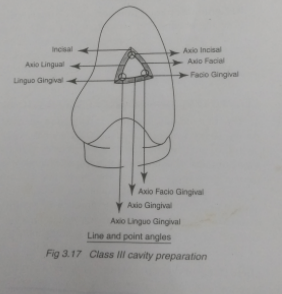 Incisal
Axio Incisal
Axio Lingual
Axio Facial
Linguo Gingival
Facio Gingival
Axio Facio Gingival
Axio Gingival
Axio Linguo Gingival
Line and point angles
Fig 3.17 Class III cavity preparation